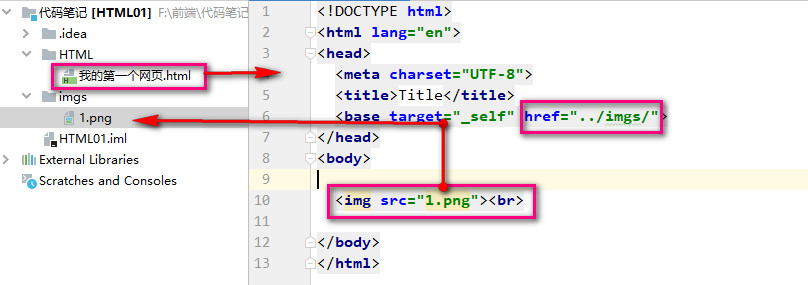 代码笔记 [HTML01] F:\前端\代码笔记
.idea
HTML
我的第一个网页.html
imgs
1.png
HTML01.iml
External Libraries
Scratches and Consoles
1 <!DOCTYPE html>
2 <html lang="en">
3 <head>
4 <meta charset="UTF-8">
5 <title>Title</title>
6 <base target="_self" href="../imgs/">
7 </head>
8 <body>
9
10 <img src="1.png"><br>
11
12 </body>
13 </html>